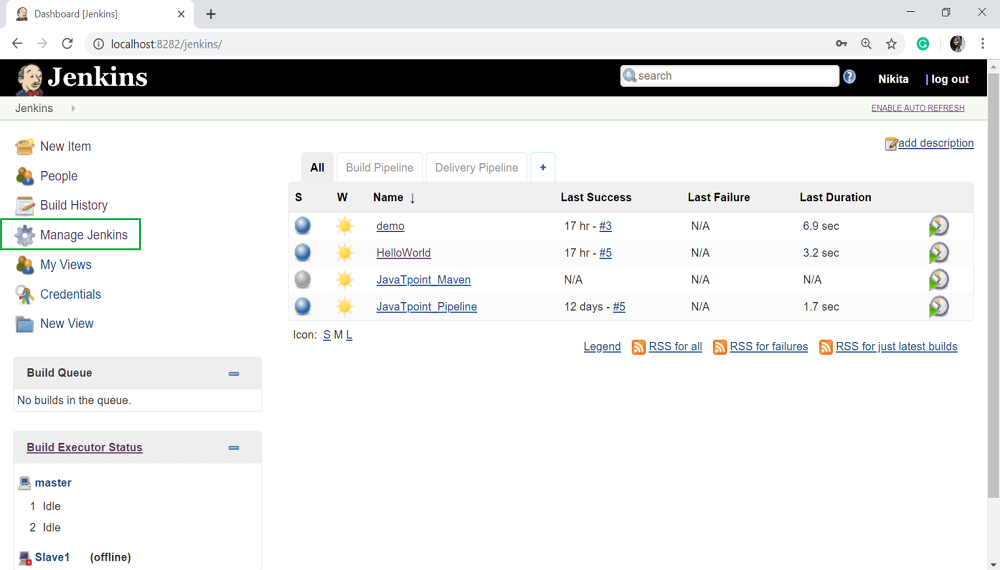 Dashboard [Jenkins]
localhost:8282/jenkins/
Jenkins
search
Nikita
| log out
Jenkins
ENABLE AUTO REFRESH
New Item
People
Build History
Manage Jenkins
My Views
Credentials
New View
add description
All Build Pipeline Delivery Pipeline +
S W Name ↓ Last Success Last Failure Last Duration
demo 17 hr - #3 N/A 6.9 sec
HelloWorld 17 hr - #5 N/A 3.2 sec
JavaTpoint_Maven N/A N/A N/A
JavaTpoint_Pipeline 12 days - #5 N/A 1.7 sec
Icon: S M L
Legend RSS for all RSS for failures RSS for just latest builds
Build Queue
No builds in the queue.
Build Executor Status
master
1 Idle
2 Idle
Slave1 (offline)